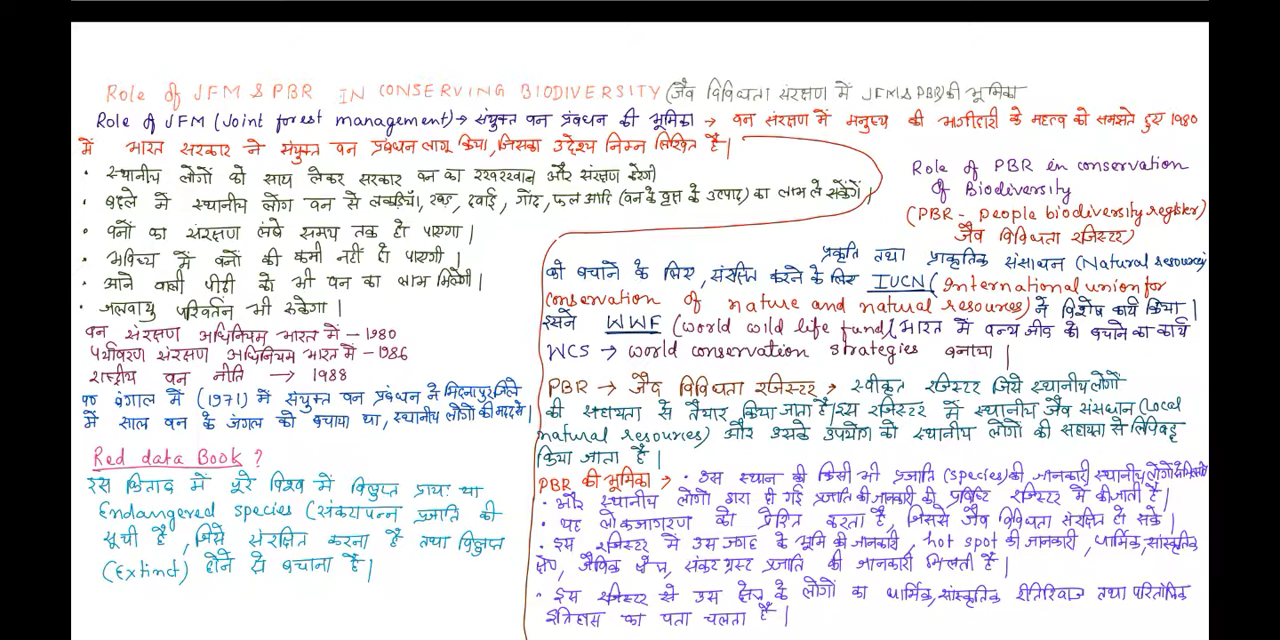 Role of JFM & PBR IN CONSERVING BIODIVERSITY (जैव विविधता संरक्षण में JFM & PBR की भूमिका
Role of JFM (Joint forest management) → संयुक्त वन प्रबंधन की भूमिका → वन संरक्षण में मनुष्य की भागीदारी के महत्व को समझते हुए 1980
में भारत सरकार ने संयुक्त वन प्रबंधन लागू किया, जिसका उद्देश्य निम्न लिखित है |
• स्थानीय लोगों को साथ लेकर सरकार वन का रखरखाव और संरक्षण करेगी
• बदले में स्थानीय लोग वन से लकड़ियाँ, रबड़, दवाई, गोंद, फल आदि (वन के वृक्ष के उत्पाद) का लाभ ले सकेंगे |
• वनों का संरक्षण लंबे समय तक हो पाएगा |
• भविष्य में वनों की कमी नहीं हो पाएगी |
• आने वाली पीढ़ी को भी वन का लाभ मिलेगी |
• जलवायु परिवर्तन भी रुकेगा |
वन संरक्षण अधिनियम भारत में - 1980
पर्यावरण संरक्षण अधिनियम भारत में - 1986
राष्ट्रीय वन नीति → 1988
बंगाल में (1971) में संयुक्त वन प्रबंधन ने मिदनापुर जिले
में साल वन के जंगल को बचाया था, स्थानीय लोगों की मदद से |
Red data Book ?
इस किताब में पूरे विश्व में विलुप्त प्रायः या
Endangered species (संकटापन्न प्रजाति की
सूची है, जिसे संरक्षित करना है तथा विलुप्त
(Extinct) होने से बचाना है |
Role of PBR in conservation
of Biodiversity
(PBR - people biodiversity register)
जैव विविधता रजिस्टर)
प्रकृति तथा प्राकृतिक संसाधन (Natural resource)
को बचाने के लिए, संरक्षित करने के लिए IUCN (International union for
conservation of nature and natural resources) ने विशेष कार्य किया |
इसने WWF (world wild life fund) भारत में वन्य जीव को बचाने का कार्य
WCS → world conservation strategies बनाया |
PBR → जैव विविधता रजिस्टर → स्वीकृत रजिस्टर जिसे स्थानीय लोगों
की सहायता से तैयार किया जाता है | इस रजिस्टर में स्थानीय जैव संसाधन (local
natural resources) और उसके उपयोग को स्थानीय लोगों की सहायता से लिपिबद्ध
किया जाता है |
PBR की भूमिका → • उस स्थान की किसी भी प्रजाति (species) की जानकारी स्थानीय लोगों से
• और स्थानीय लोगों द्वारा दी गई प्रजाति की जानकारी की प्रविष्टि रजिस्टर में की जाती है |
• यह लोकजागरण को प्रेरित करता है, जिससे जैव विविधता संरक्षित हो सके |
• इस रजिस्टर में उस जगह के भूमि की जानकारी, hot spot की जानकारी, धार्मिक, सांस्कृतिक
क्षेत्र, जैविक क्षेत्र, संकटग्रस्ट प्रजाति की जानकारी मिलती है |
• इस रजिस्टर से उस क्षेत्र के लोगों का धार्मिक, सांस्कृतिक रीतिरिवाज तथा पारितोषिक
इतिहास का पता चलता है |